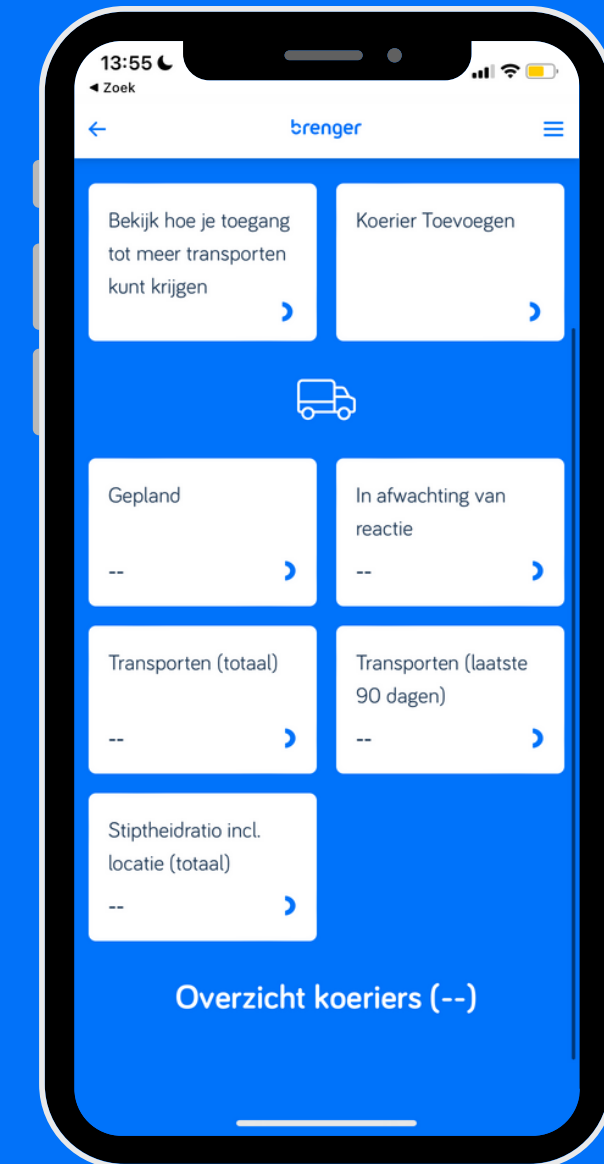 13:55
◀ Zoek
brenger
Bekijk hoe je toegang
tot meer transporten
kunt krijgen
Koerier Toevoegen
Gepland
--
In afwachting van
reactie
--
Transporten (totaal)
--
Transporten (laatste
90 dagen)
--
Stiptheidratio incl.
locatie (totaal)
--
Overzicht koeriers (--)